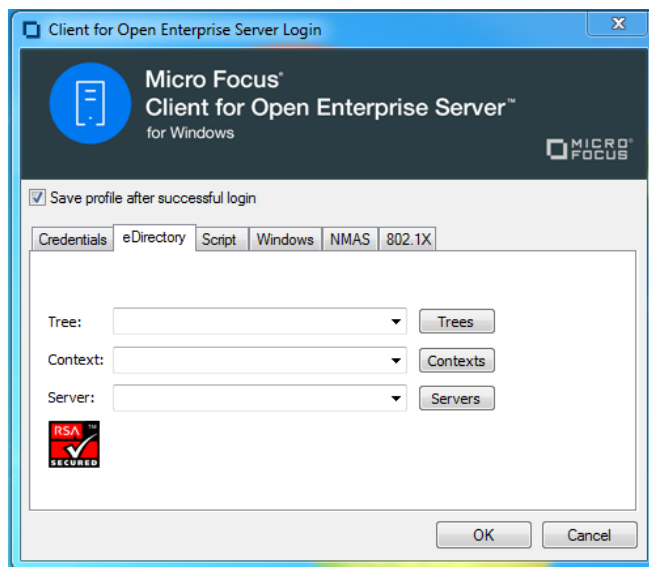 Client for Open Enterprise Server Login
Micro Focus®
Client for Open Enterprise Server™
for Windows
MICRO®
FOCUS
Save profile after successful login
Credentials eDirectory Script Windows NMAS 802.1X
Tree: Trees
Context: Contexts
Server: Servers
RSA ™
SECURED
OK Cancel